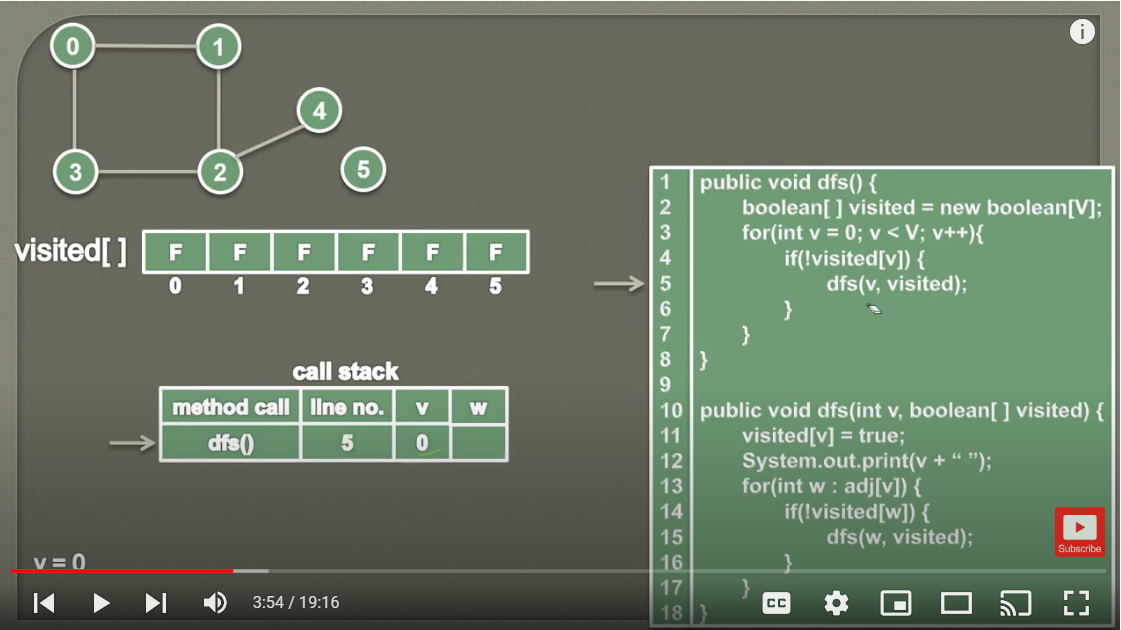 0
1
4
3
2
5
visited[ ]
F F F F F F
0 1 2 3 4 5
call stack
method call line no. v w
dfs() 5 0
v = 0
1 public void dfs() {
2 boolean[ ] visited = new boolean[V];
3 for(int v = 0; v < V; v++){
4 if(!visited[v]) {
5 dfs(v, visited);
6 }
7 }
8 }
9
10 public void dfs(int v, boolean[ ] visited) {
11 visited[v] = true;
12 System.out.print(v + “ ”);
13 for(int w : adj[v]) {
14 if(!visited[w]) {
15 dfs(w, visited);
16 }
17 }
18 }
i
Subscribe
3:54 / 19:16
CC